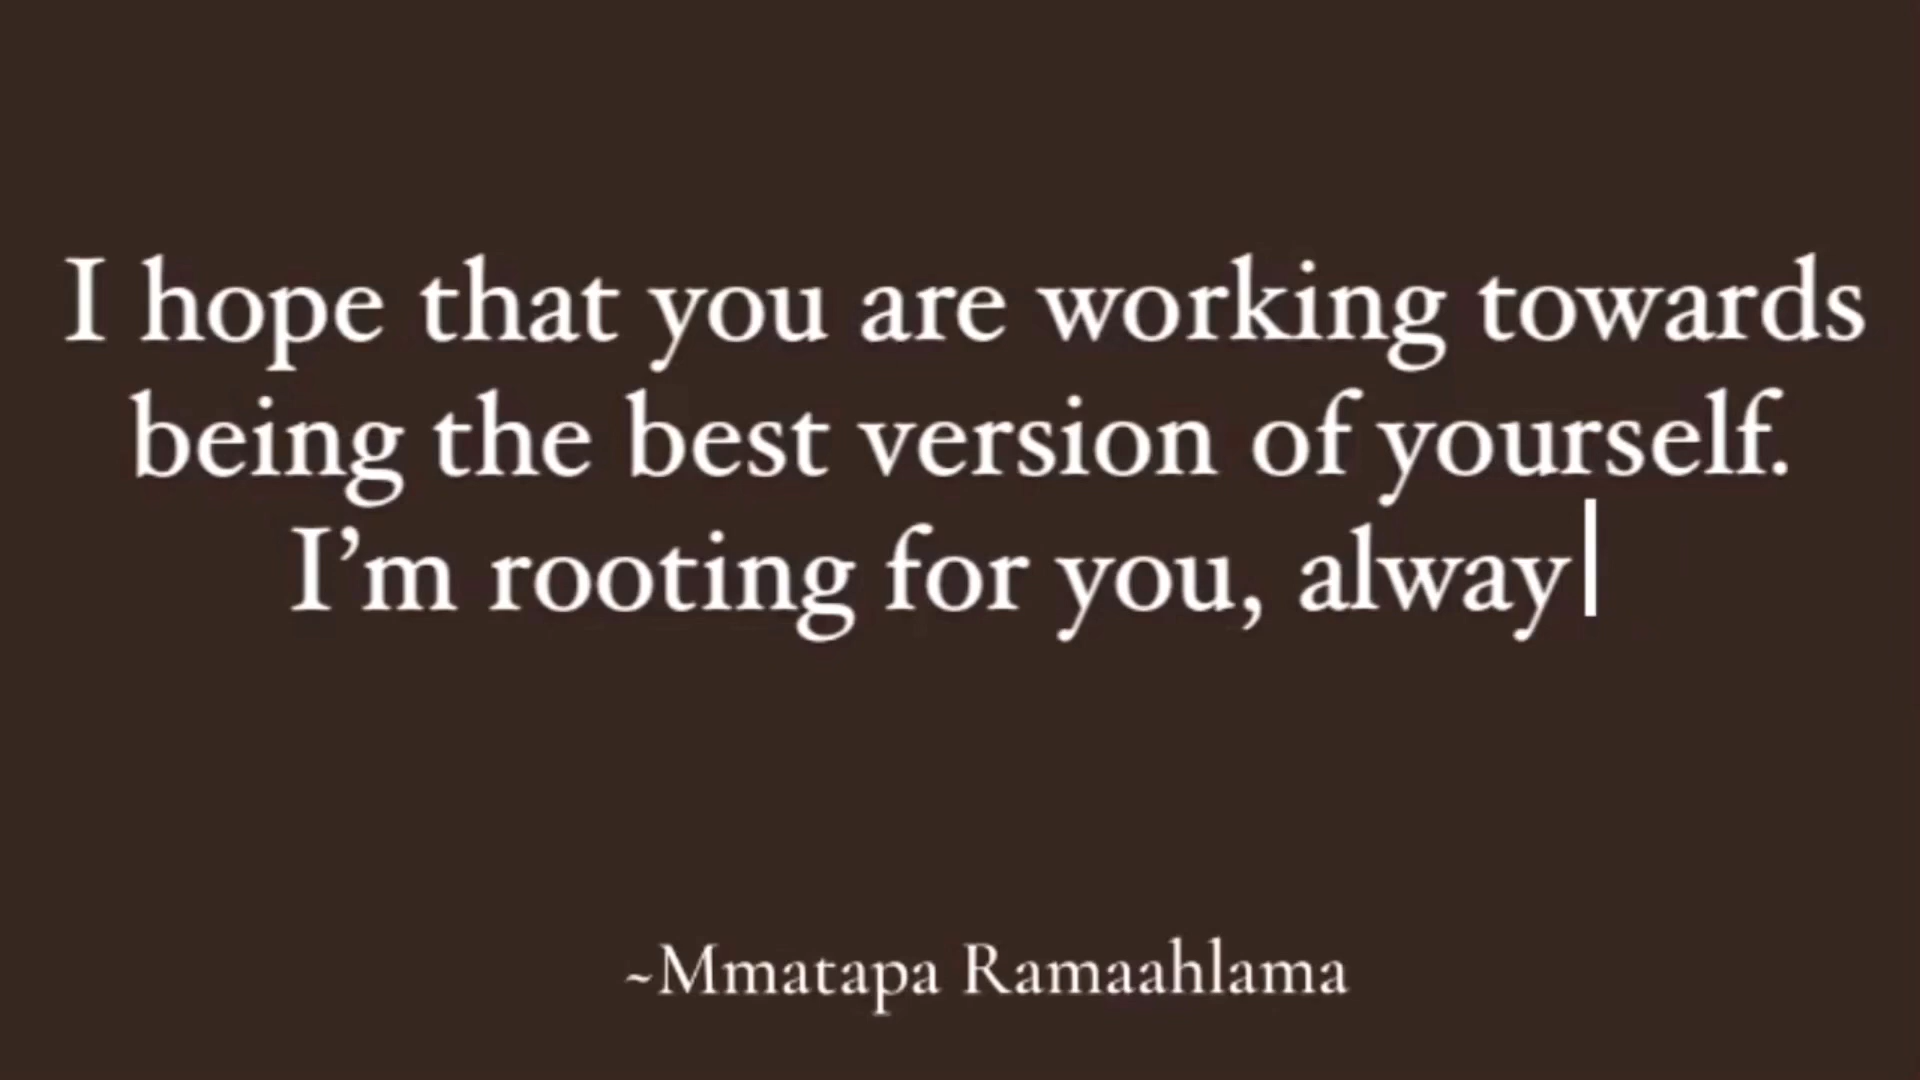 I hope that you are working towards
being the best version of yourself.
I’m rooting for you, alway
~Mmatapa Ramaahlama